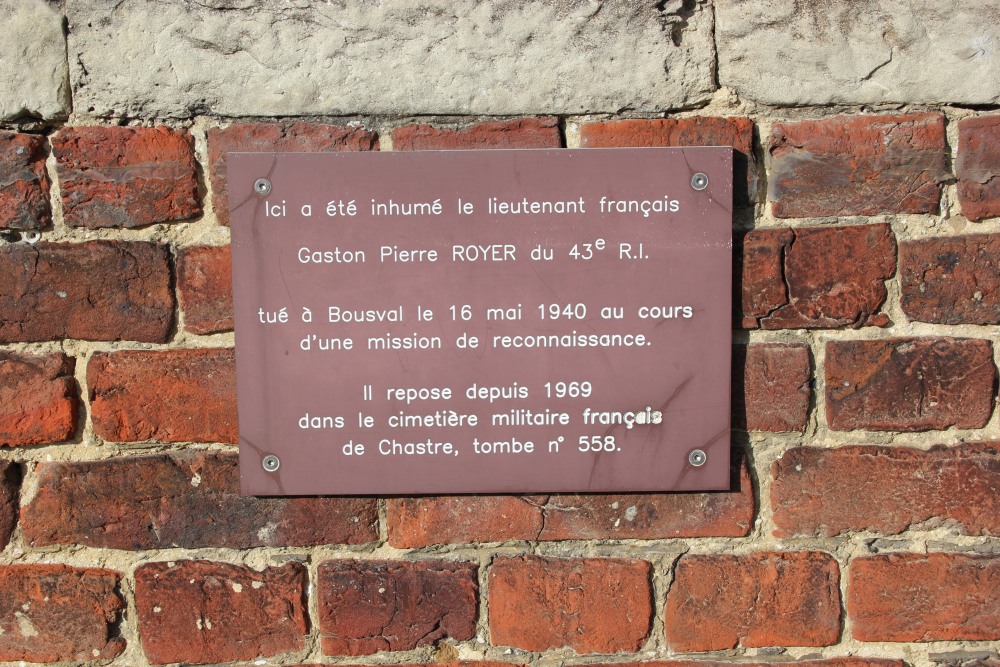 Ici a été inhumé le lieutenant français
Gaston Pierre ROYER du 43e R.I.
tué à Bousval le 16 mai 1940 au cours
d'une mission de reconnaissance.
Il repose depuis 1969
dans le cimetière militaire français
de Chastre, tombe n° 558.